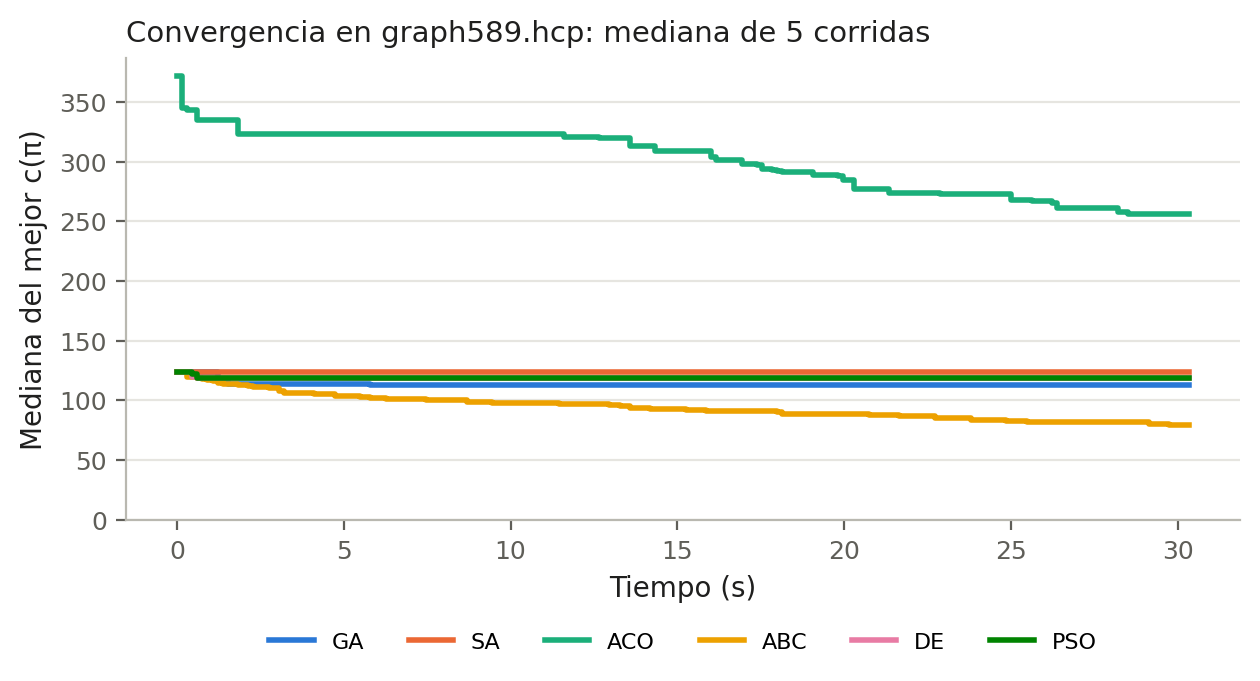 Convergencia en graph589.hcp: mediana de 5 corridas
Mediana del mejor c(π)
350
300
250
200
150
100
50
0
0 5 10 15 20 25 30
Tiempo (s)
GA SA ACO ABC DE PSO